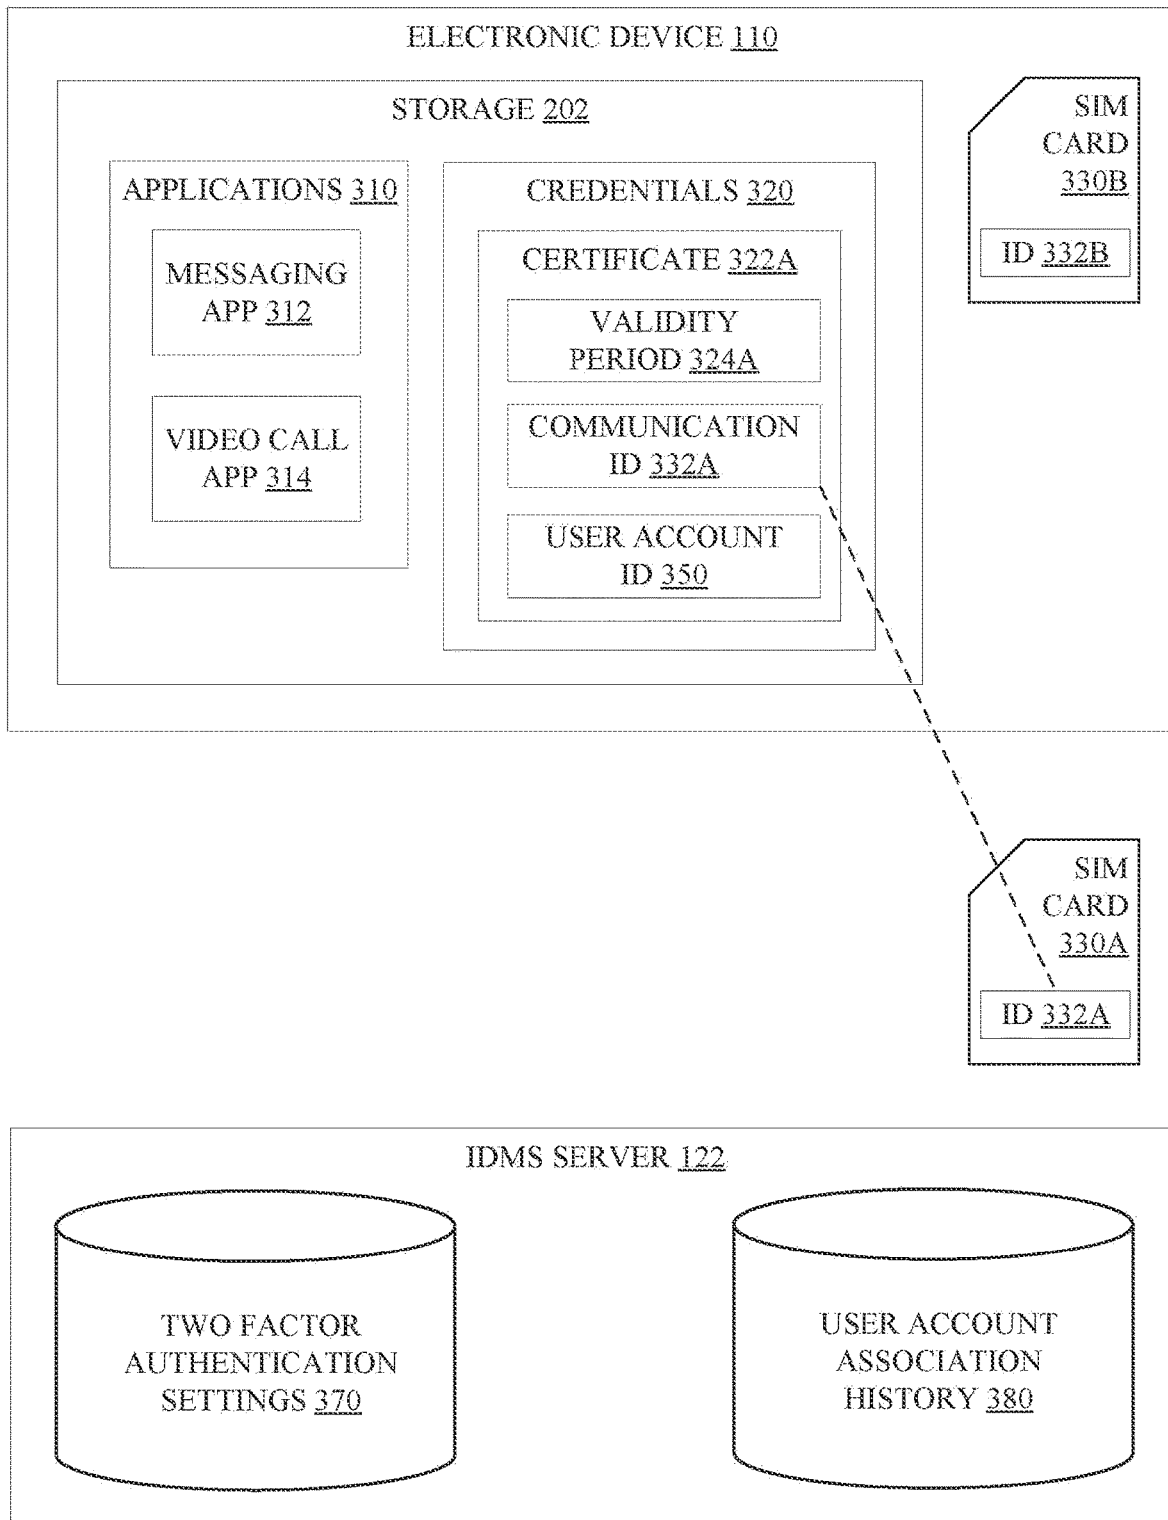 ELECTRONIC DEVICE 110
STORAGE 202
APPLICATIONS 310
MESSAGING
APP 312
VIDEO CALL
APP 314
CREDENTIALS 320
CERTIFICATE 322A
VALIDITY
PERIOD 324A
COMMUNICATION
ID 332A
USER ACCOUNT
ID 350
SIM
CARD
330B
ID 332B
SIM
CARD
330A
ID 332A
IDMS SERVER 122
TWO FACTOR
AUTHENTICATION
SETTINGS 370
USER ACCOUNT
ASSOCIATION
HISTORY 380